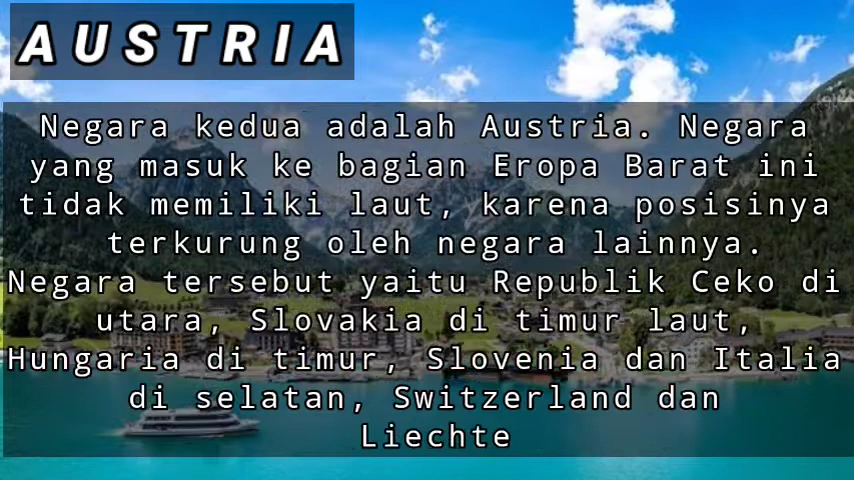 AUSTRIA
Negara kedua adalah Austria. Negara
yang masuk ke bagian Eropa Barat ini
tidak memiliki laut, karena posisinya
terkurung oleh negara lainnya.
Negara tersebut yaitu Republik Ceko di
utara, Slovakia di timur laut,
Hungaria di timur, Slovenia dan Italia
di selatan, Switzerland dan
Liechte